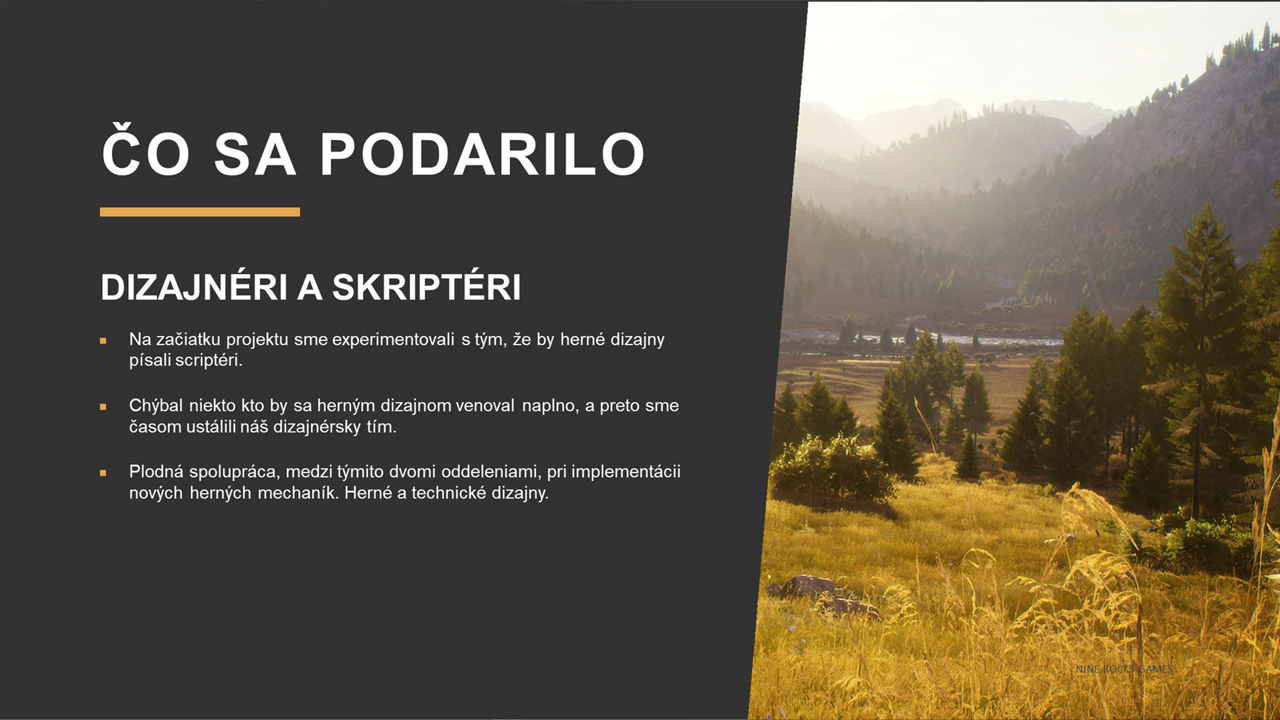 ČO SA PODARILO
DIZAJNÉRI A SKRIPTÉRI
Na začiatku projektu sme experimentovali s tým, že by herné dizajny
písali scriptéri.
Chýbal niekto kto by sa herným dizajnom venoval naplno, a preto sme
časom ustálili náš dizajnérsky tím.
Plodná spolupráca, medzi týmito dvomi oddeleniami, pri implementácii
nových herných mechaník. Herné a technické dizajny.
NINE ROCKS GAMES